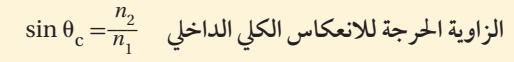 الزاوية الحرجة للانعكاس الكلي الداخلي sin θc = n2/n1